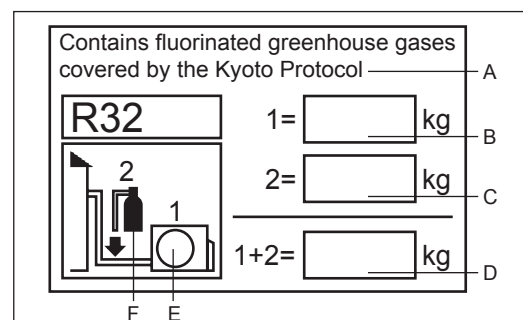 Contains fluorinated greenhouse gases
covered by the Kyoto Protocol
A
R32
1=
kg
B
2
1
2=
kg
C
1+2=
kg
D
F
E